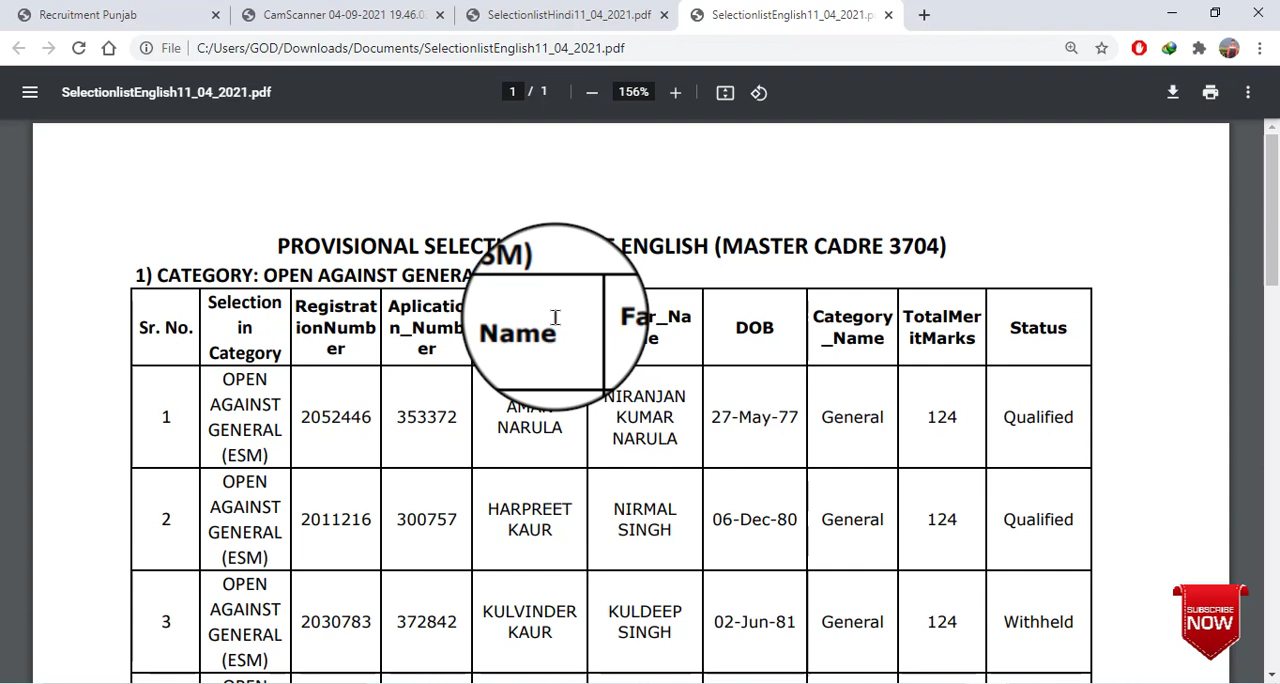 Recruitment Punjab
CamScanner 04-09-2021 19.46.0
SelectionlistHindi11_04_2021.pdf
SelectionlistEnglish11_04_2021.p
File
C:/Users/GOD/Downloads/Documents/SelectionlistEnglish11_04_2021.pdf
SelectionlistEnglish11_04_2021.pdf
1 / 1
156%
PROVISIONAL ENGLISH (MASTER CADRE 3704)
SM)
1) CATEGORY: OPEN AGAINST
Sr. No.
Selection
in
Category
Registrat
ionNumb
er
Aplicatio
n_Numb
er
Name
DOB
Category
_Name
TotalMer
itMarks
Status
1
OPEN
AGAINST
GENERAL
(ESM)
2052446
353372
NARULA
NIRANJAN
KUMAR
NARULA
27-May-77
General
124
Qualified
2
OPEN
AGAINST
GENERAL
(ESM)
2011216
300757
HARPREET
KAUR
NIRMAL
SINGH
06-Dec-80
General
124
Qualified
3
OPEN
AGAINST
GENERAL
(ESM)
2030783
372842
KULVINDER
KAUR
KULDEEP
SINGH
02-Jun-81
General
124
Withheld
SUBSCRIBE
NOW